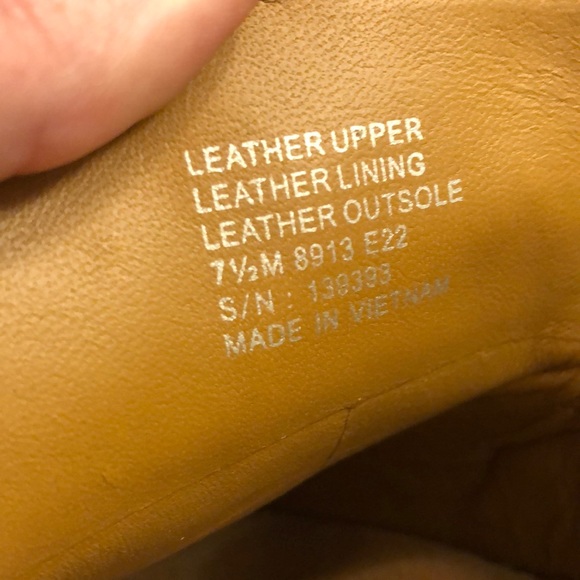 LEATHER UPPER
LEATHER LINING
LEATHER OUTSOLE
7½M 8913 E22
S/N : 139393
MADE IN VIETNAM